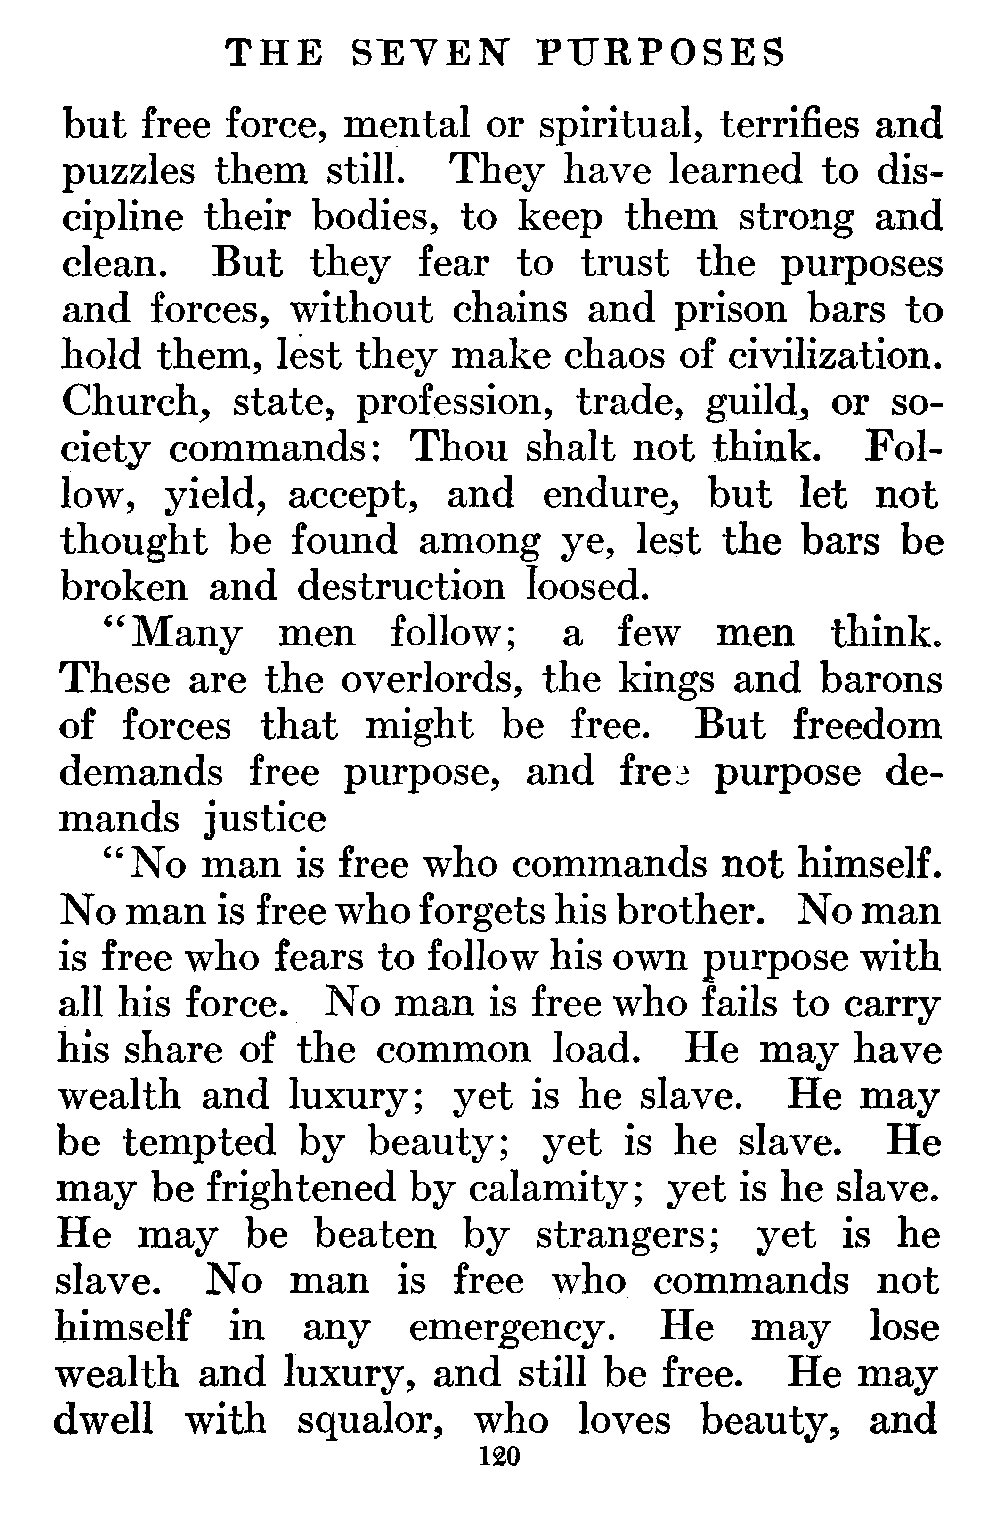 THE SEVEN PURPOSES
but free force, mental or spiritual, terrifies and
puzzles them still. They have learned to dis-
cipline their bodies, to keep them strong and
clean. But they fear to trust the purposes
and forces, without chains and prison bars to
hold them, lest they make chaos of civilization.
Church, state, profession, trade, guild, or so-
ciety commands: Thou shalt not think. Fol-
low, yield, accept, and endure, but let not
thought be found among ye, lest the bars be
broken and destruction loosed.
“Many men follow; a few men think.
These are the overlords, the kings and barons
of forces that might be free. But freedom
demands free purpose, and free purpose de-
mands justice
“No man is free who commands not himself.
No man is free who forgets his brother. No man
is free who fears to follow his own purpose with
all his force. No man is free who fails to carry
his share of the common load. He may have
wealth and luxury; yet is he slave. He may
be tempted by beauty; yet is he slave. He
may be frightened by calamity; yet is he slave.
He may be beaten by strangers; yet is he
slave. No man is free who commands not
himself in any emergency. He may lose
wealth and luxury, and still be free. He may
dwell with squalor, who loves beauty, and
120